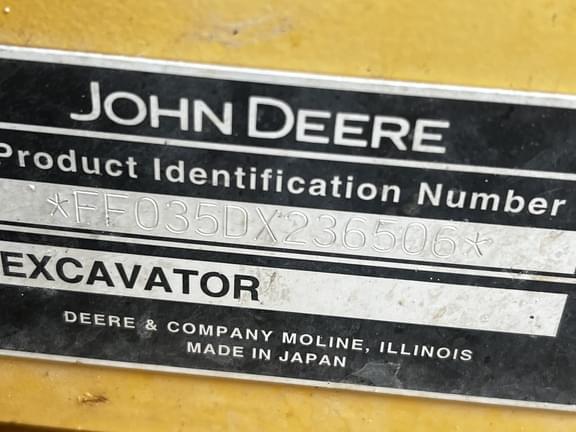 JOHN DEERE
Product Identification Number
*FF035DX236506*
EXCAVATOR
DEERE & COMPANY MOLINE, ILLINOIS
MADE IN JAPAN